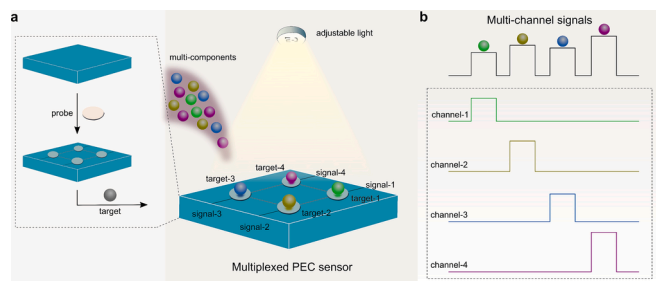 a
multi-components
adjustable light
probe
target
target-4
signal-4
target-3
signal-1
target-1
signal-3
target-2
signal-2
Multiplexed PEC sensor
b
Multi-channel signals
channel-1
channel-2
channel-3
channel-4